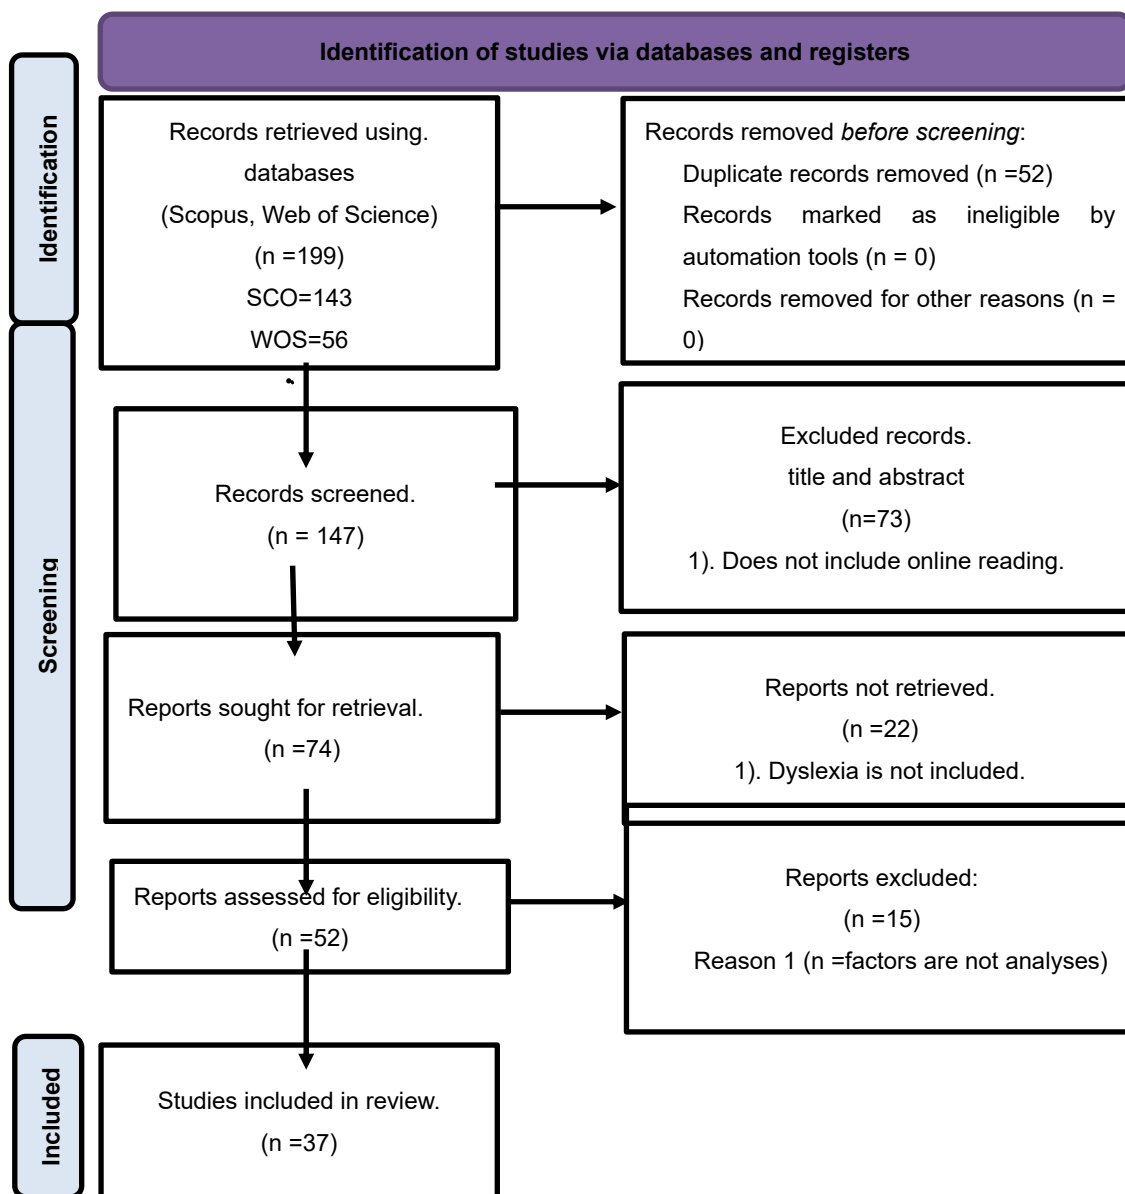 Identification of studies via databases and registers
Identification
Records retrieved using.
databases
(Scopus, Web of Science)
(n =199)
SCO=143
WOS=56
Records removed before screening:
Duplicate records removed (n =52)
Records marked as ineligible by
automation tools (n = 0)
Records removed for other reasons (n =
0)
Screening
Records screened.
(n = 147)
Excluded records.
title and abstract
(n=73)
1). Does not include online reading.
Reports sought for retrieval.
(n =74)
Reports not retrieved.
(n =22)
1). Dyslexia is not included.
Reports assessed for eligibility.
(n =52)
Reports excluded:
(n =15)
Reason 1 (n =factors are not analyses)
Included
Studies included in review.
(n =37)